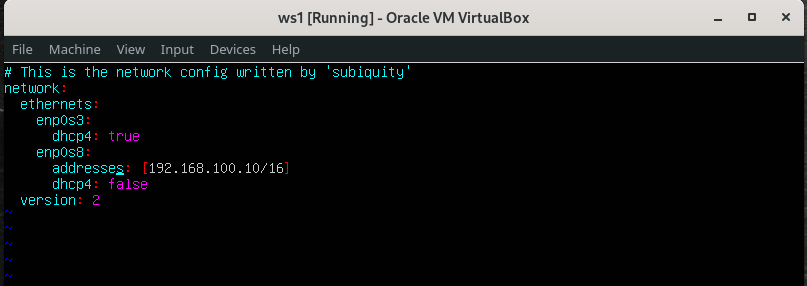 ws1 [Running] - Oracle VM VirtualBox
File Machine View Input Devices Help
# This is the network config written by 'subiquity'
network:
  ethernets:
    enp0s3:
      dhcp4: true
    enp0s8:
      addresses: [192.168.100.10/16]
      dhcp4: false
  version: 2
~
~
~
~
~